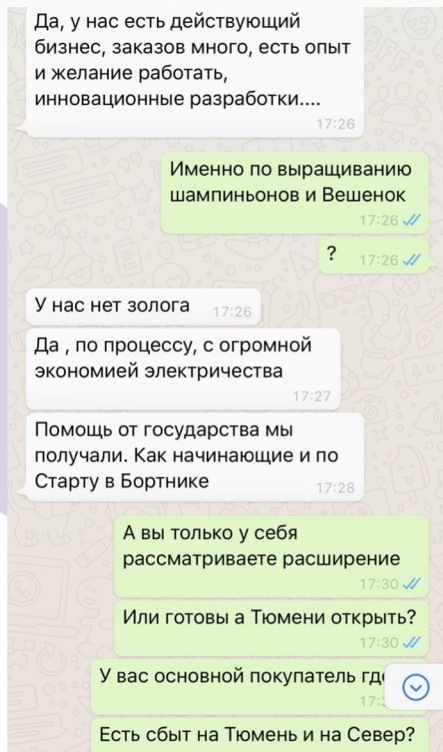 Да, у нас есть действующий
бизнес, заказов много, есть опыт
и желание работать,
инновационные разработки....
17:26
Именно по выращиванию
шампиньонов и Вешенок
17:26
? 17:26
У нас нет золога 17:26
Да , по процессу, с огромной
экономией электричества
17:27
Помощь от государства мы
получали. Как начинающие и по
Старту в Бортнике
17:28
А вы только у себя
рассматриваете расширение
17:30
Или готовы а Тюмени открыть?
17:30
У вас основной покупатель
Есть сбыт на Тюмень и на Север?